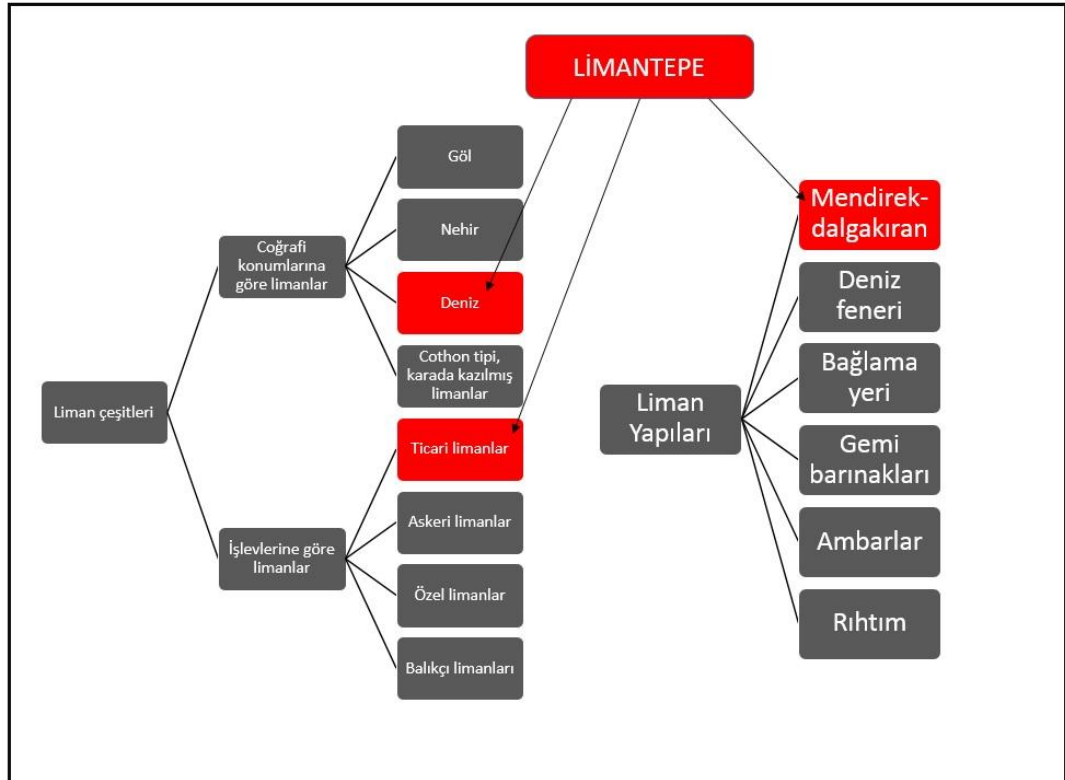 LİMANTEPE
Liman çeşitleri
Coğrafi
konumlarına
göre limanlar
Göl
Nehir
Deniz
Cothon tipi,
karada kazılmış
limanlar
İşlevlerine göre
limanlar
Ticari limanlar
Askeri limanlar
Özel limanlar
Balıkçı limanları
Liman
Yapıları
Mendirek-
dalgakıran
Deniz
feneri
Bağlama
yeri
Gemi
barınakları
Ambarlar
Rıhtım